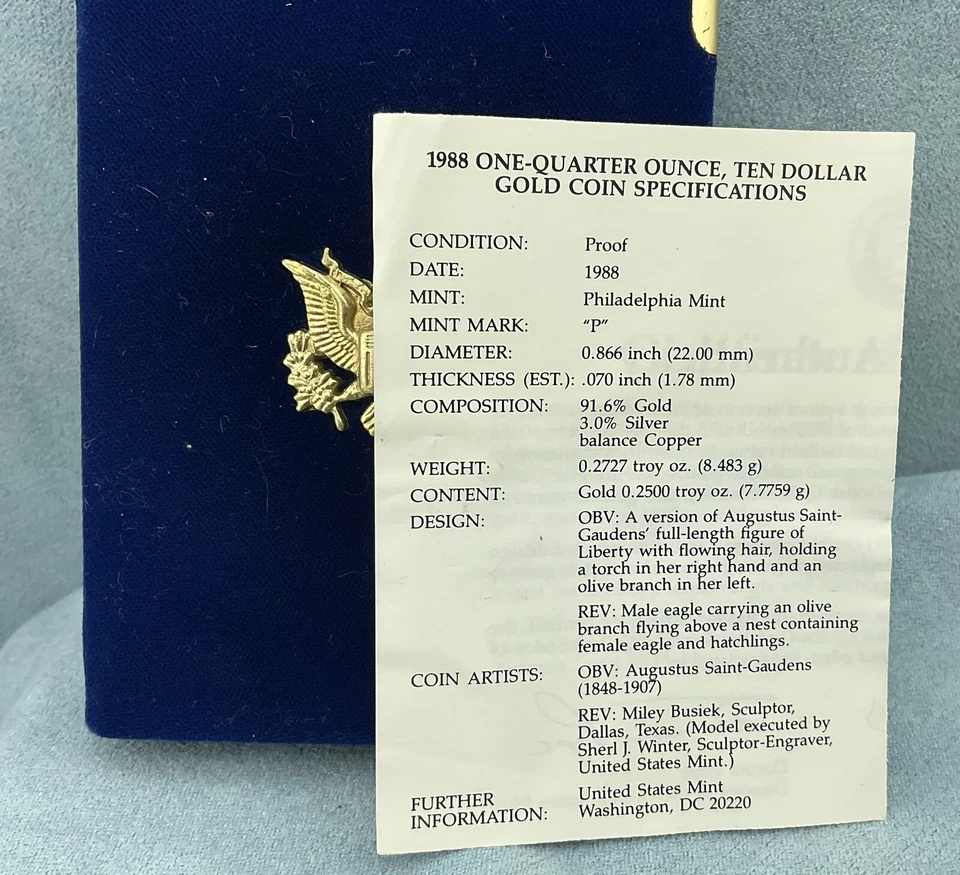 1988 ONE-QUARTER OUNCE, TEN DOLLAR
GOLD COIN SPECIFICATIONS
CONDITION: Proof
DATE: 1988
MINT: Philadelphia Mint
MINT MARK: “P”
DIAMETER: 0.866 inch (22.00 mm)
THICKNESS (EST.): .070 inch (1.78 mm)
COMPOSITION: 91.6% Gold
3.0% Silver
balance Copper
WEIGHT: 0.2727 troy oz. (8.483 g)
CONTENT: Gold 0.2500 troy oz. (7.7759 g)
DESIGN: OBV: A version of Augustus Saint-
Gaudens’ full-length figure of
Liberty with flowing hair, holding
a torch in her right hand and an
olive branch in her left.
REV: Male eagle carrying an olive
branch flying above a nest containing
female eagle and hatchlings.
COIN ARTISTS: OBV: Augustus Saint-Gaudens
(1848-1907)
REV: Miley Busiek, Sculptor,
Dallas, Texas. (Model executed by
Sherl J. Winter, Sculptor-Engraver,
United States Mint.)
FURTHER
INFORMATION: United States Mint
Washington, DC 20220